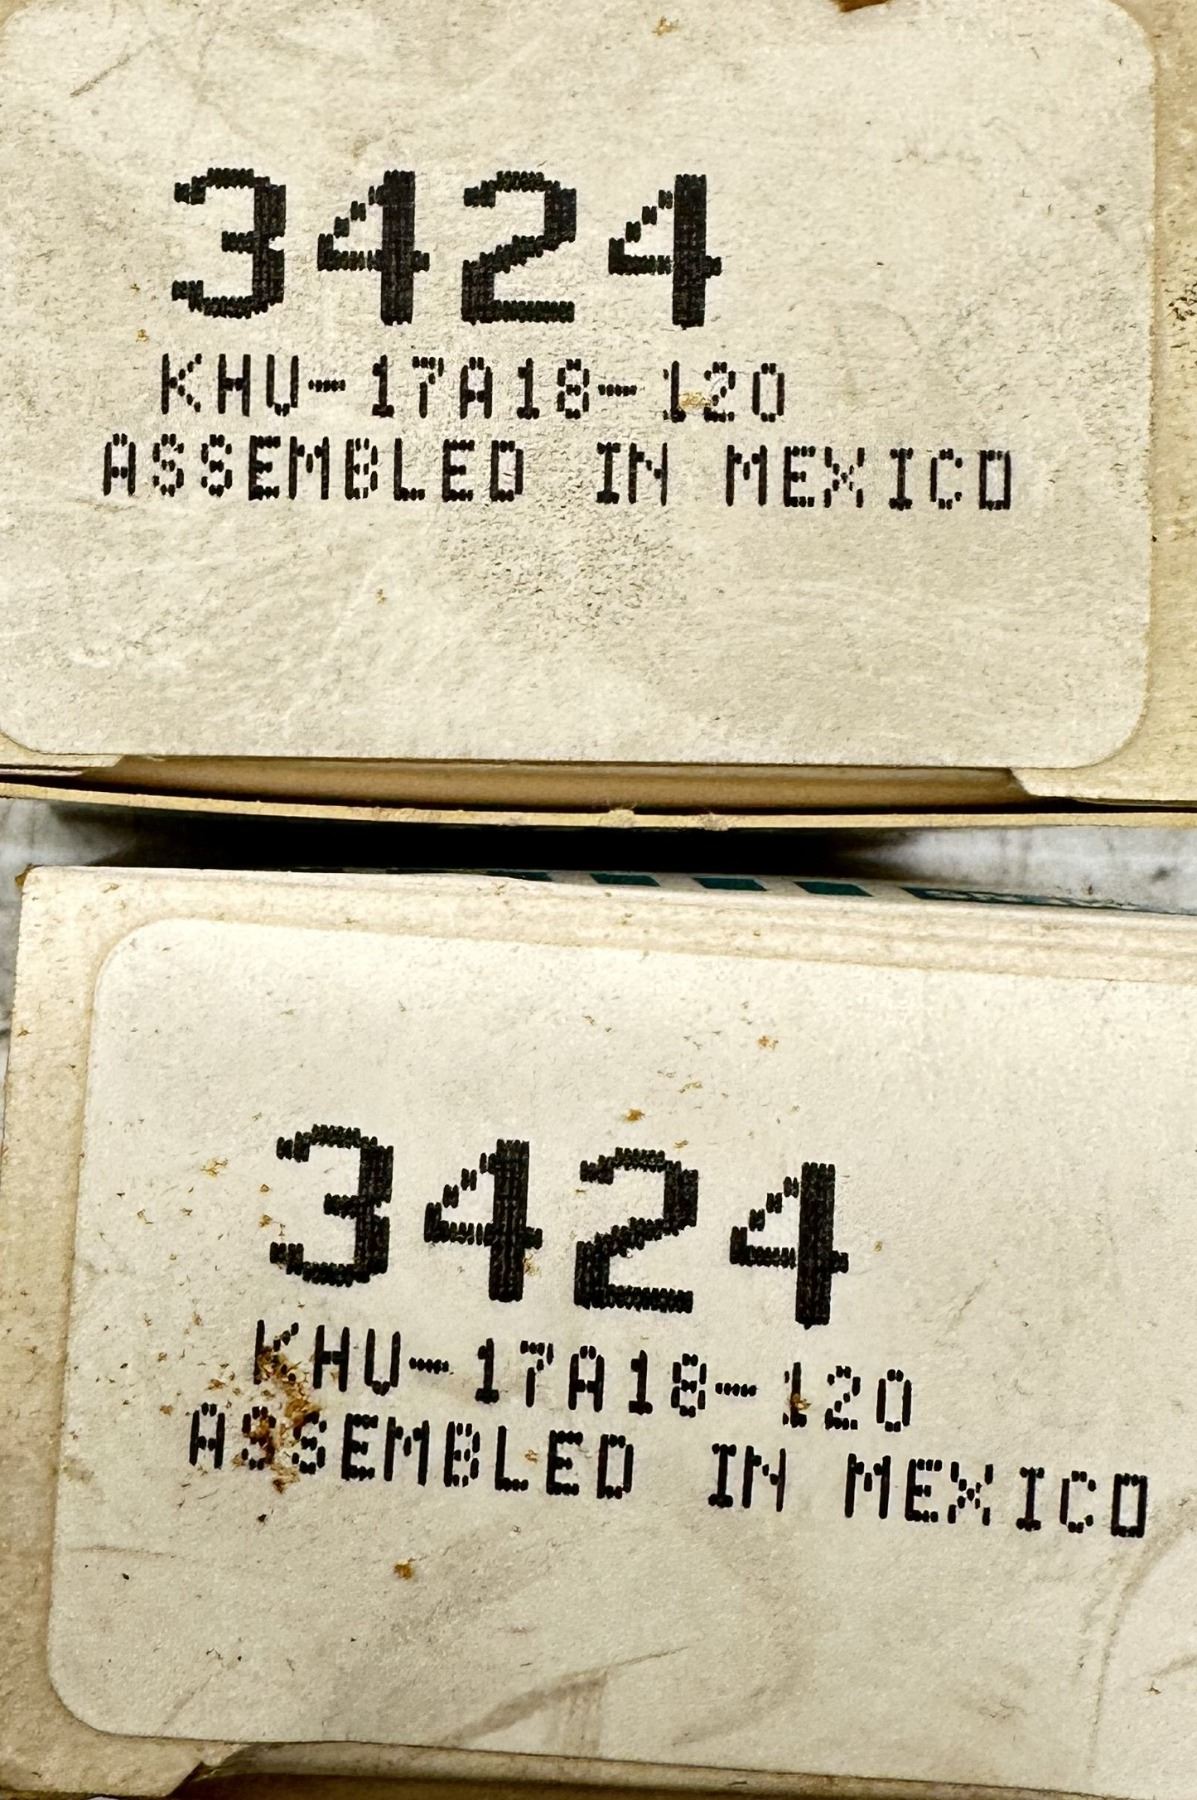 3424
KHU-17A18-120
ASSEMBLED IN MEXICO
3424
KHU-17A18-120
ASSEMBLED IN MEXICO